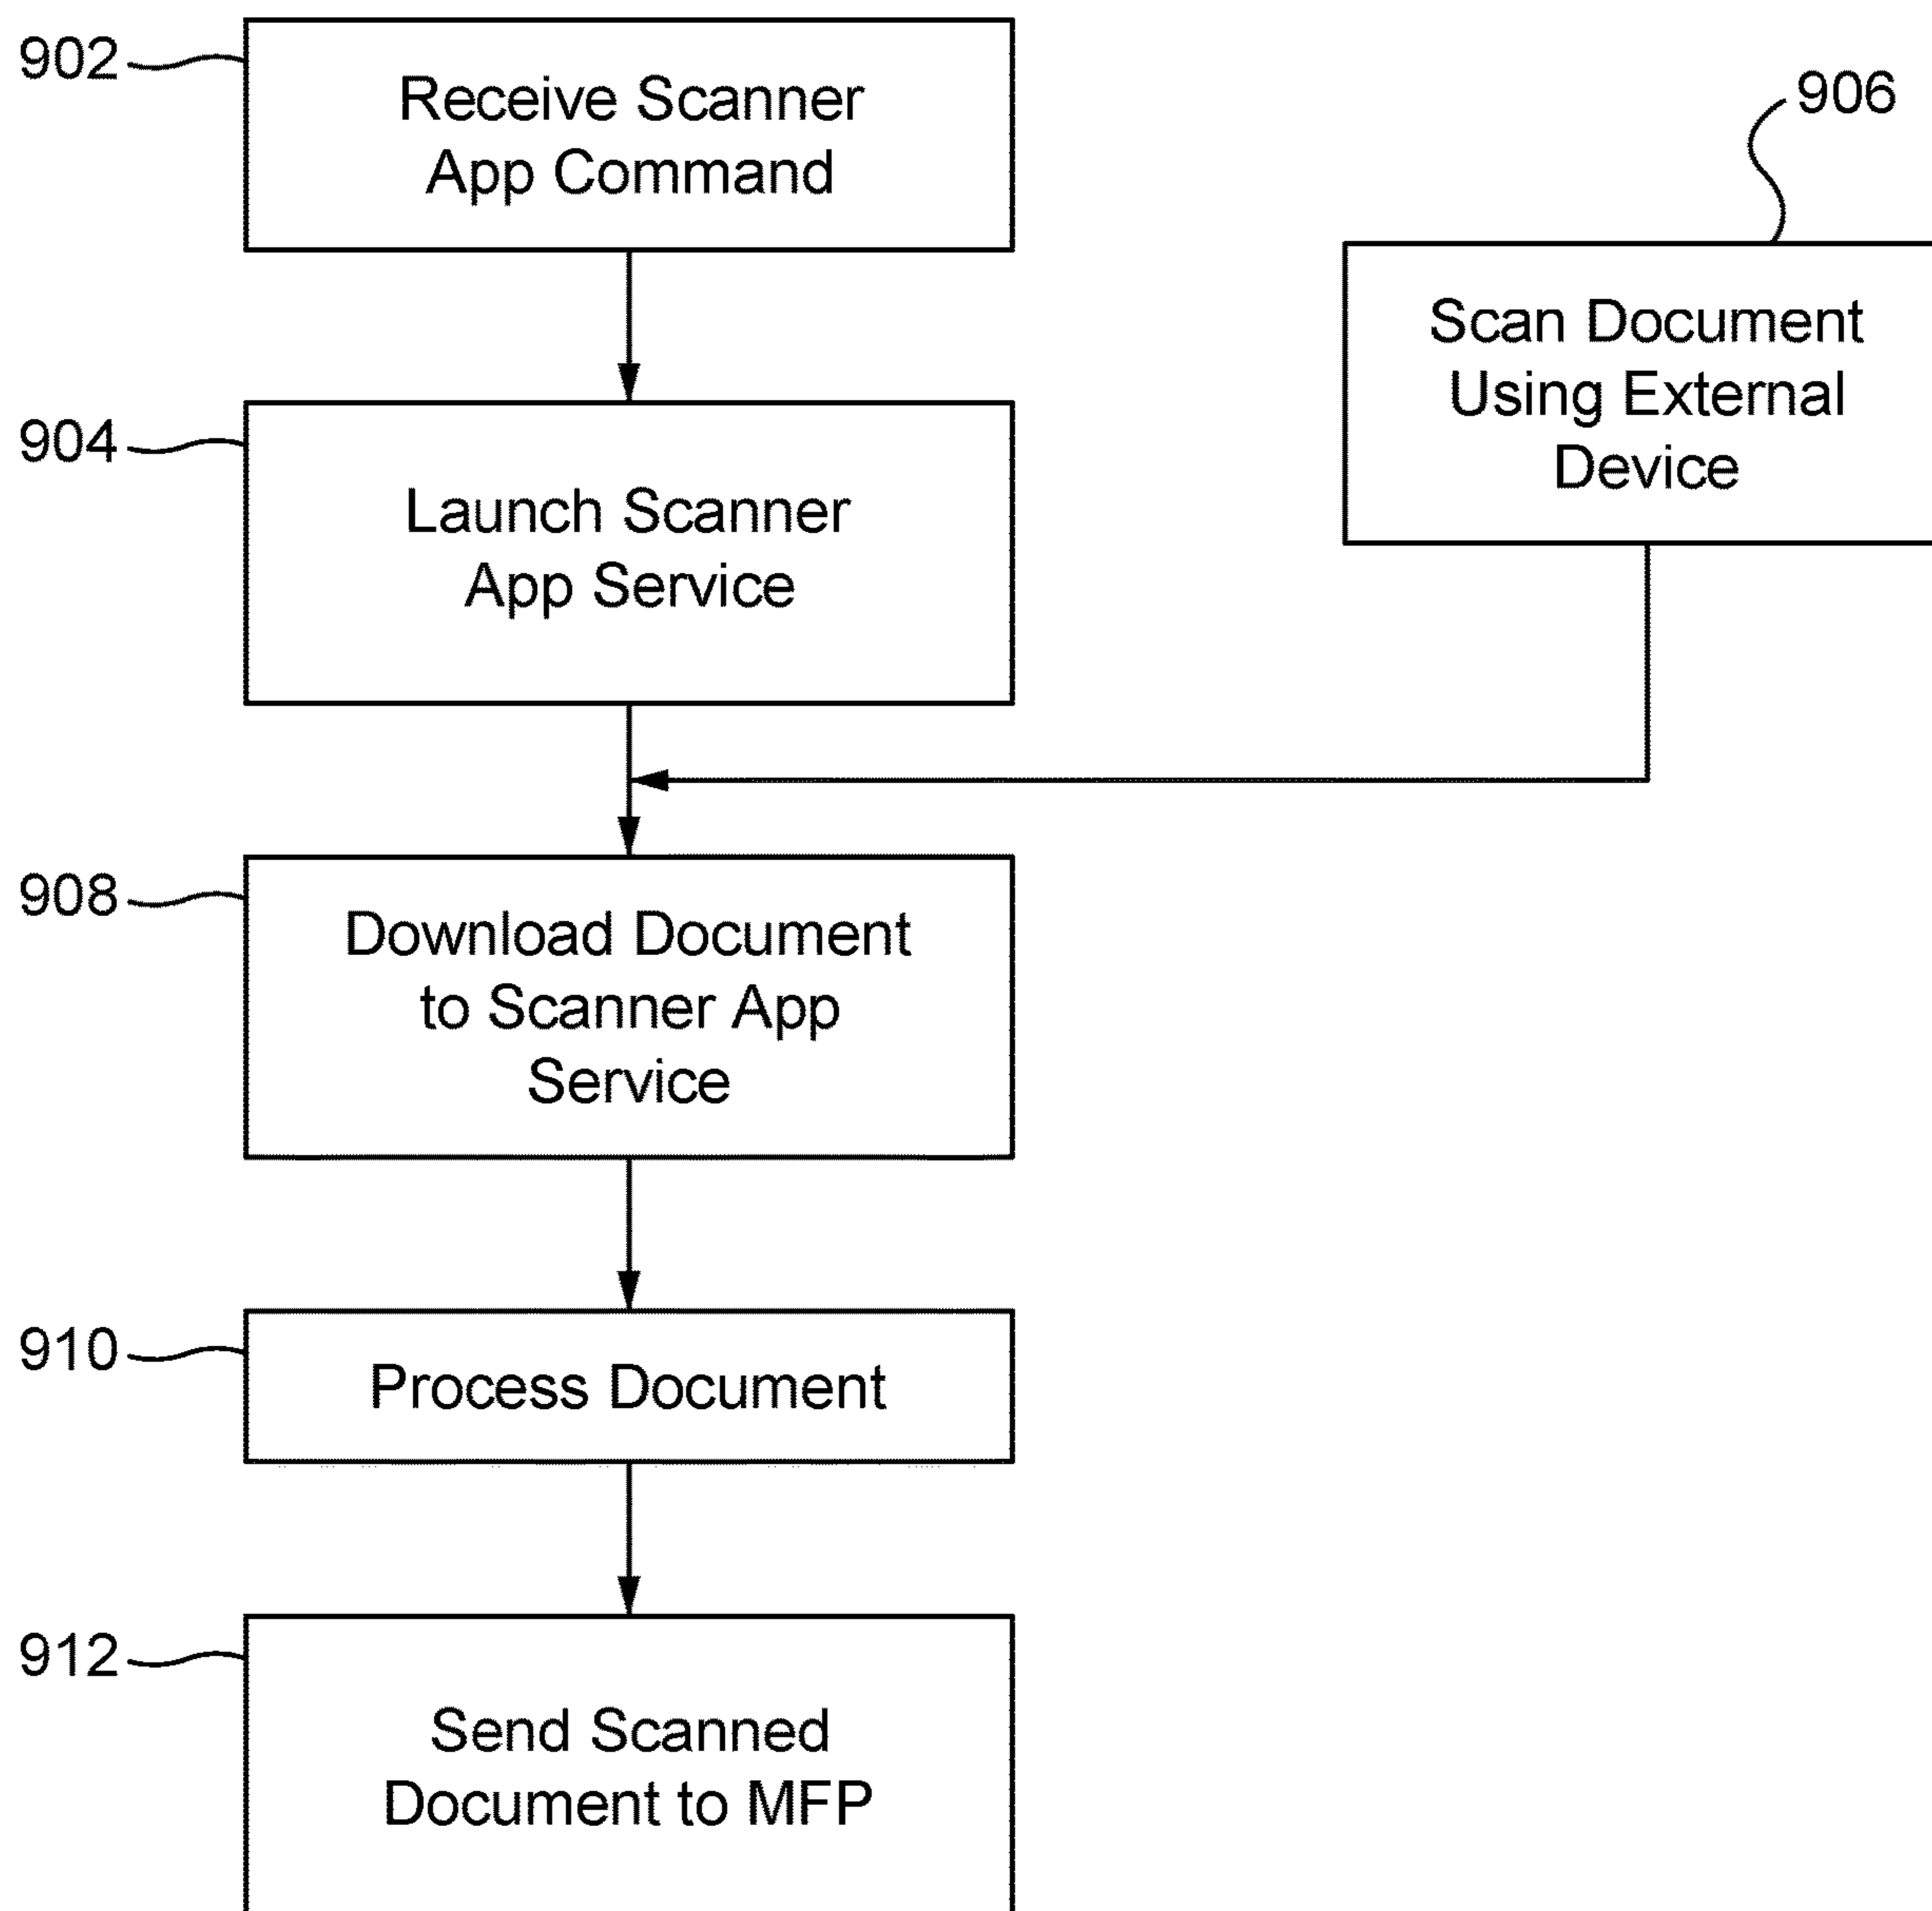 902
Receive Scanner
App Command
906
Scan Document
Using External
Device
904
Launch Scanner
App Service
908
Download Document
to Scanner App
Service
910
Process Document
912
Send Scanned
Document to MFP